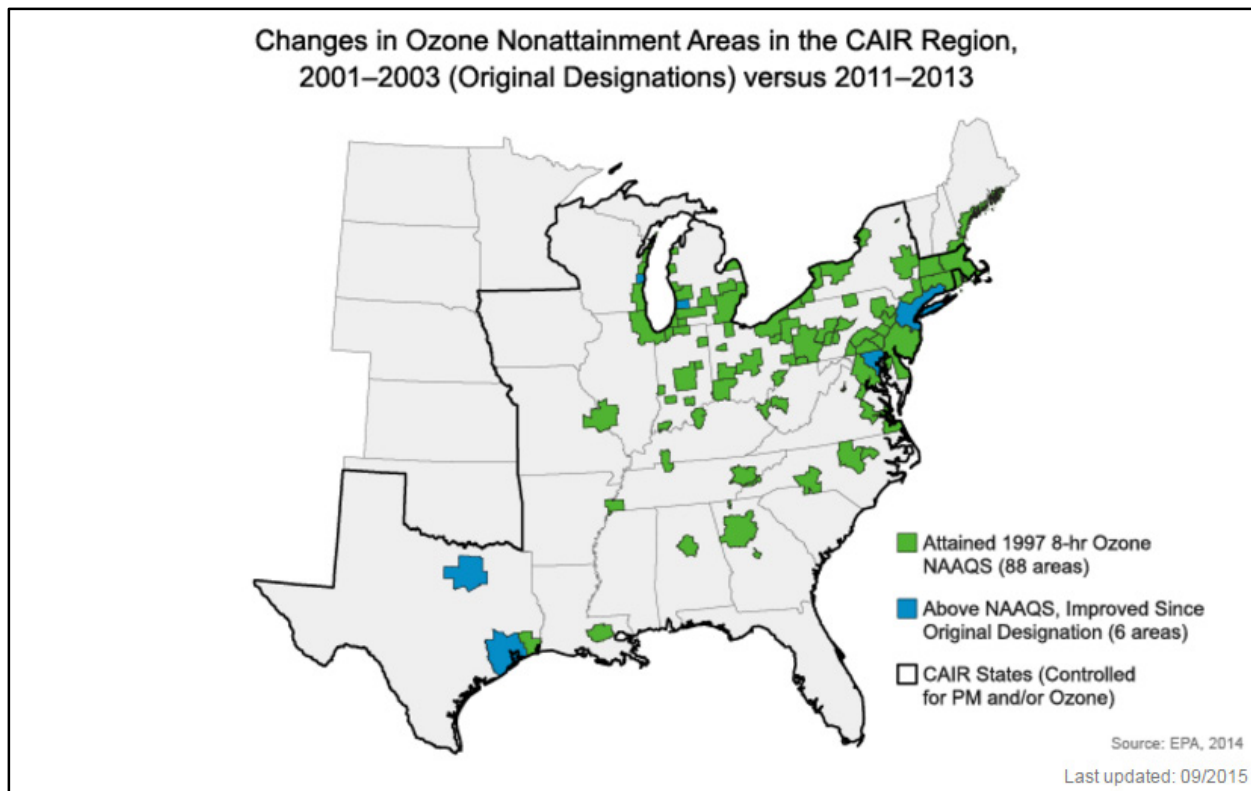 Changes in Ozone Nonattainment Areas in the CAIR Region,
2001–2003 (Original Designations) versus 2011–2013
Attained 1997 8-hr Ozone
NAAQS (88 areas)
Above NAAQS, Improved Since
Original Designation (6 areas)
CAIR States (Controlled
for PM and/or Ozone)
Source: EPA, 2014
Last updated: 09/2015